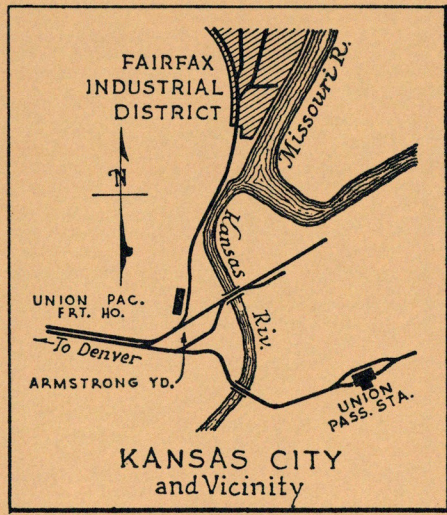 FAIRFAX
INDUSTRIAL
DISTRICT
Missouri R.
N
Kansas
Riv.
UNION PAC.
FRT. HO.
To Denver
ARMSTRONG YD.
UNION
PASS. STA.
KANSAS CITY
and Vicinity